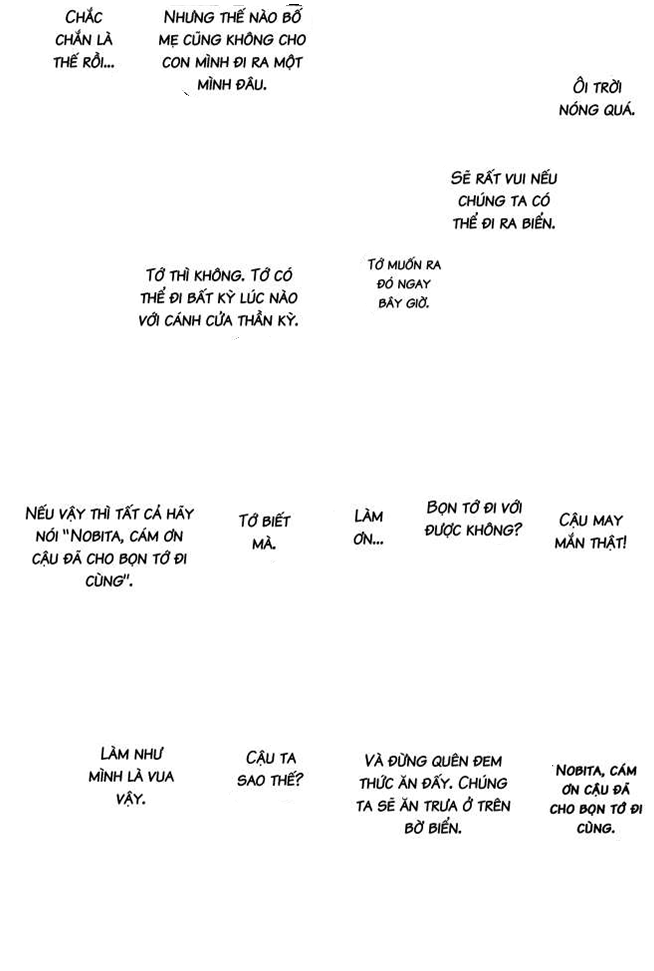 ÔI TRỜI
NÓNG QUÁ.
SẼ RẤT VUI NẾU
CHÚNG TA CÓ
THỂ ĐI RA BIỂN.
NHƯNG THẾ NÀO BỐ
MẸ CŨNG KHÔNG CHO
CON MÌNH ĐI RA MỘT
MÌNH ĐÂU.
CHẮC
CHẮN LÀ
THẾ RỒI...
TỚ MUỐN RA
ĐÓ NGAY
BÂY GIỜ.
TỚ THÌ KHÔNG. TỚ CÓ
THỂ ĐI BẤT KỲ LÚC NÀO
VỚI CÁNH CỬA THẦN KỲ.
CẬU MAY
MẮN THẬT!
BỌN TỚ ĐI VỚI
ĐƯỢC KHÔNG?
LÀM
ƠN...
TỚ BIẾT
MÀ.
NẾU VẬY THÌ TẤT CẢ HÃY
NÓI "NOBITA, CÁM ƠN
CẬU ĐÃ CHO BỌN TỚ ĐI
CÙNG".
NOBITA, CÁM
ƠN CẬU ĐÃ
CHO BỌN TỚ ĐI
CÙNG.
VÀ ĐỪNG QUÊN ĐEM
THỨC ĂN ĐẤY. CHÚNG
TA SẼ ĂN TRƯA Ở TRÊN
BỜ BIỂN.
CẬU TA
SAO THẾ?
LÀM NHƯ
MÌNH LÀ VUA
VẬY.